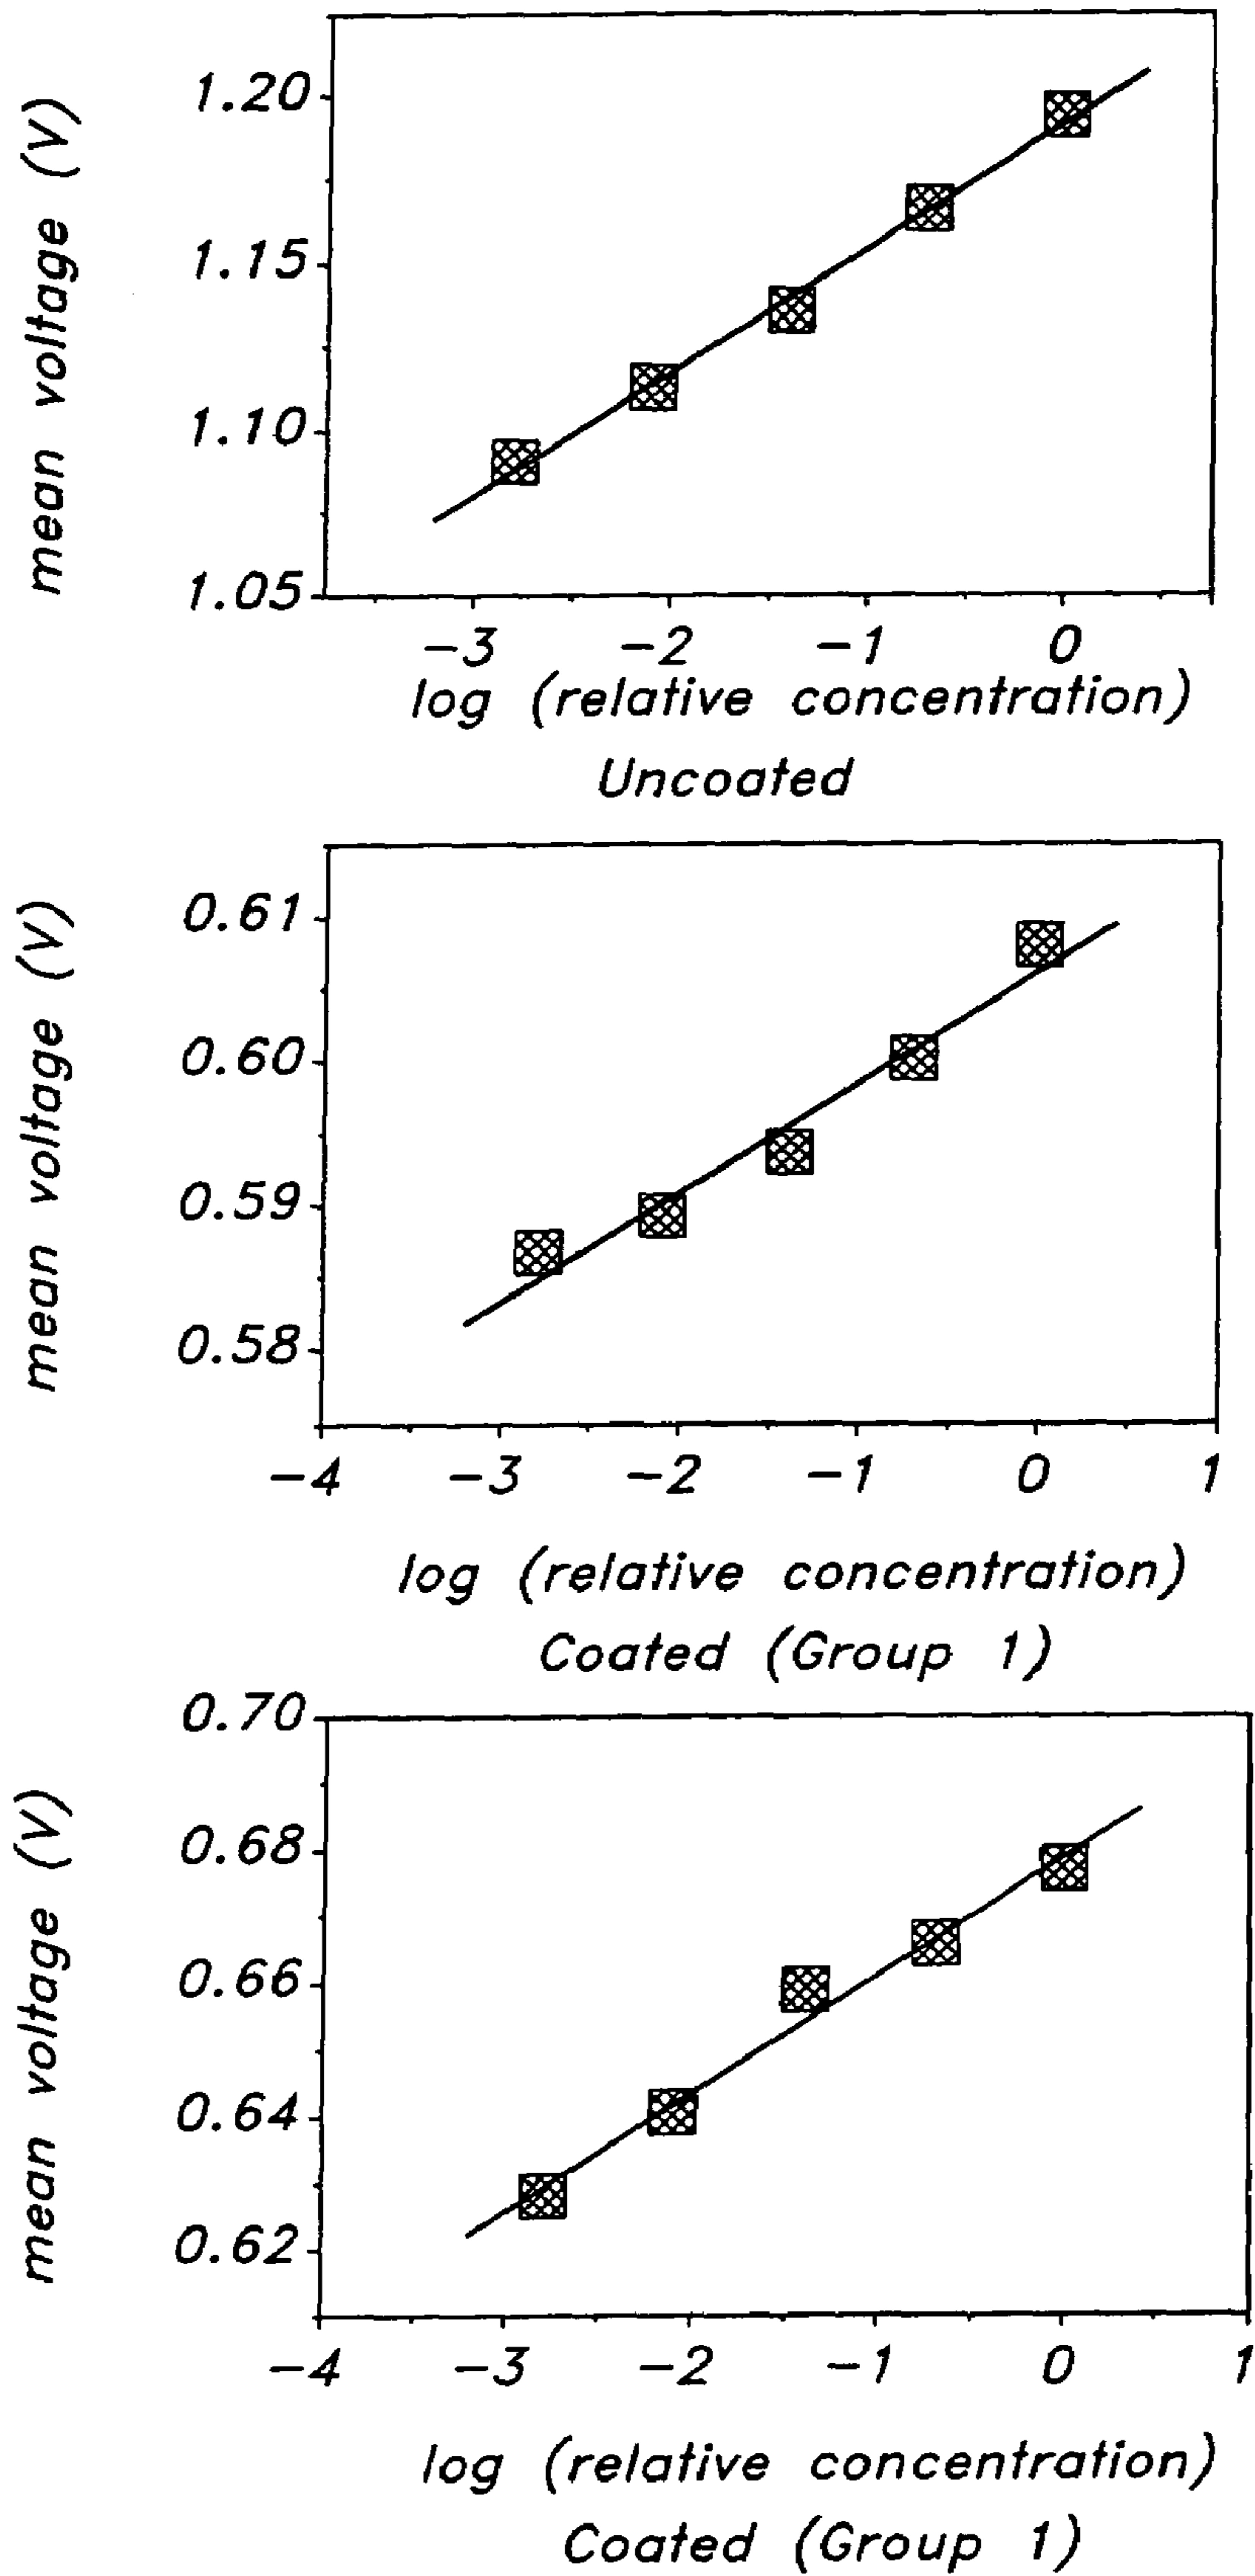 mean voltage (V)
1.20
1.15
1.10
1.05
-3 -2 -1 0
log (relative concentration)
Uncoated
mean voltage (V)
0.61
0.60
0.59
0.58
-4 -3 -2 -1 0 1
log (relative concentration)
Coated (Group 1)
mean voltage (V)
0.70
0.68
0.66
0.64
0.62
-4 -3 -2 -1 0 1
log (relative concentration)
Coated (Group 1)